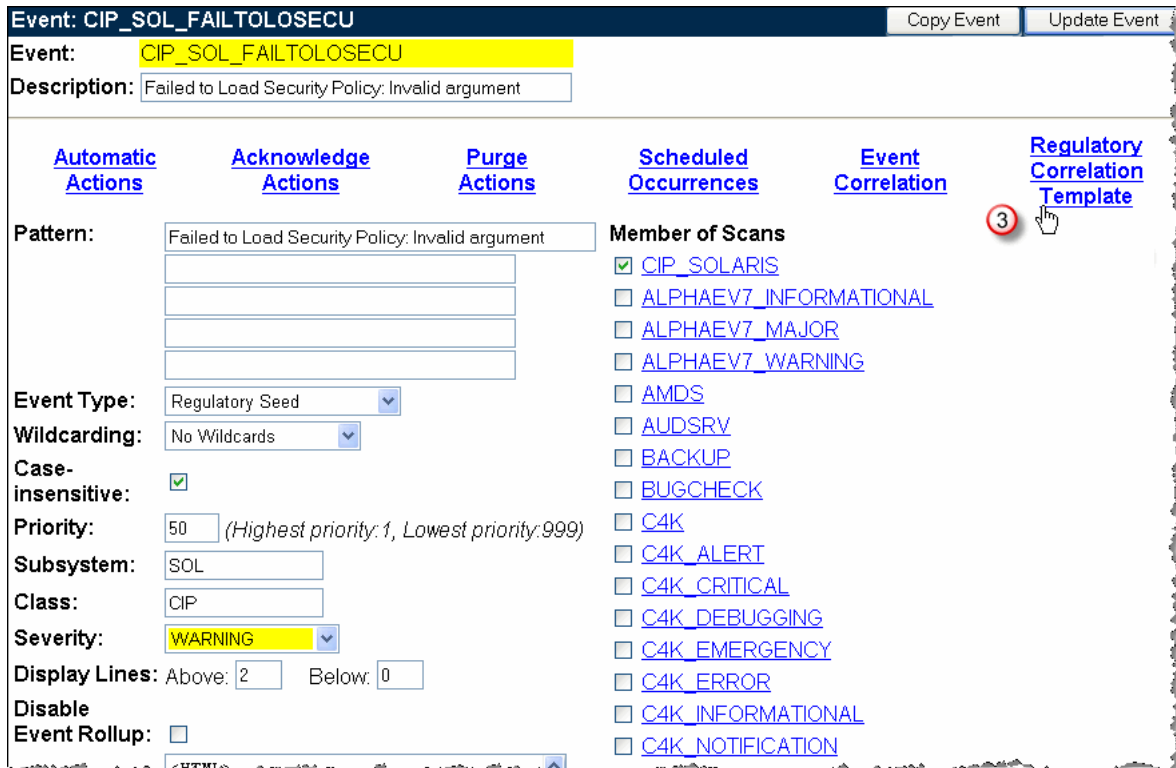 Event: CIP_SOL_FAILTOLOSECU
Copy Event
Update Event
Event: CIP_SOL_FAILTOLOSECU
Description: Failed to Load Security Policy: Invalid argument
Automatic Actions
Acknowledge Actions
Purge Actions
Scheduled Occurrences
Event Correlation
Regulatory Correlation Template
3
Pattern: Failed to Load Security Policy: Invalid argument
Event Type: Regulatory Seed
Wildcarding: No Wildcards
Case-insensitive:
Priority: 50 (Highest priority:1, Lowest priority:999)
Subsystem: SOL
Class: CIP
Severity: WARNING
Display Lines: Above: 2 Below: 0
Disable
Event Rollup:
<HTML>
Member of Scans
CIP_SOLARIS
ALPHAEV7_INFORMATIONAL
ALPHAEV7_MAJOR
ALPHAEV7_WARNING
AMDS
AUDSRV
BACKUP
BUGCHECK
C4K
C4K_ALERT
C4K_CRITICAL
C4K_DEBUGGING
C4K_EMERGENCY
C4K_ERROR
C4K_INFORMATIONAL
C4K_NOTIFICATION